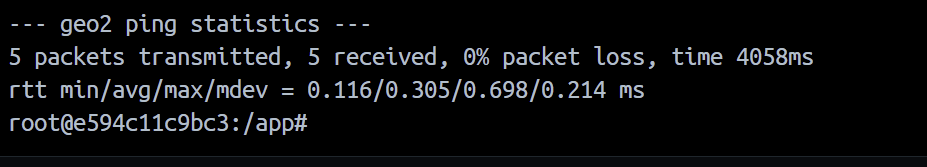 --- geo2 ping statistics ---
5 packets transmitted, 5 received, 0% packet loss, time 4058ms
rtt min/avg/max/mdev = 0.116/0.305/0.698/0.214 ms
root@e594c11c9bc3:/app#